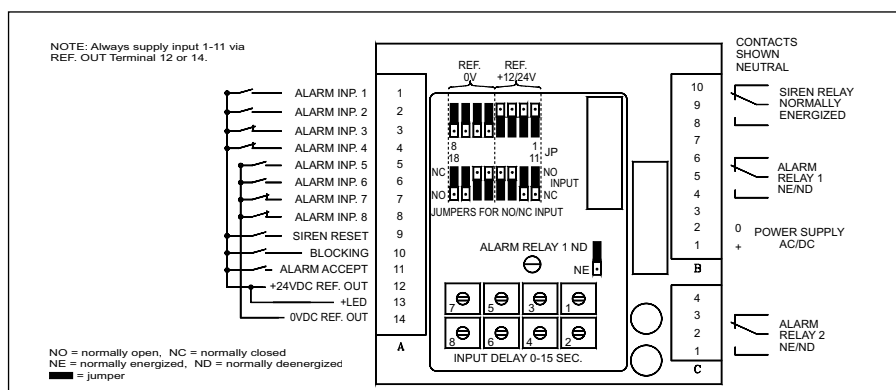 NOTE: Always supply input 1-11 via
REF. OUT Terminal 12 or 14.
ALARM INP. 1 1
ALARM INP. 2 2
ALARM INP. 3 3
ALARM INP. 4 4
ALARM INP. 5 5
ALARM INP. 6 6
ALARM INP. 7 7
ALARM INP. 8 8
SIREN RESET 9
BLOCKING 10
ALARM ACCEPT 11
+24VDC REF. OUT 12
+LED 13
0VDC REF. OUT 14
A
REF. REF.
0V +12/24V
8 1
JP
18 11
NC NO
INPUT
NO NC
JUMPERS FOR NO/NC INPUT
ALARM RELAY 1 ND
NE
7 5 3 1
8 6 4 2
INPUT DELAY 0-15 SEC.
CONTACTS
SHOWN
NEUTRAL
10
9
8
7
6
5
4
3
2
1
B
SIREN RELAY
NORMALLY
ENERGIZED
ALARM
RELAY 1
NE/ND
0 POWER SUPPLY
+ AC/DC
4
3
2
1
C
ALARM
RELAY 2
NE/ND
NO = normally open, NC = normally closed
NE = normally energized, ND = normally deenergized
= jumper